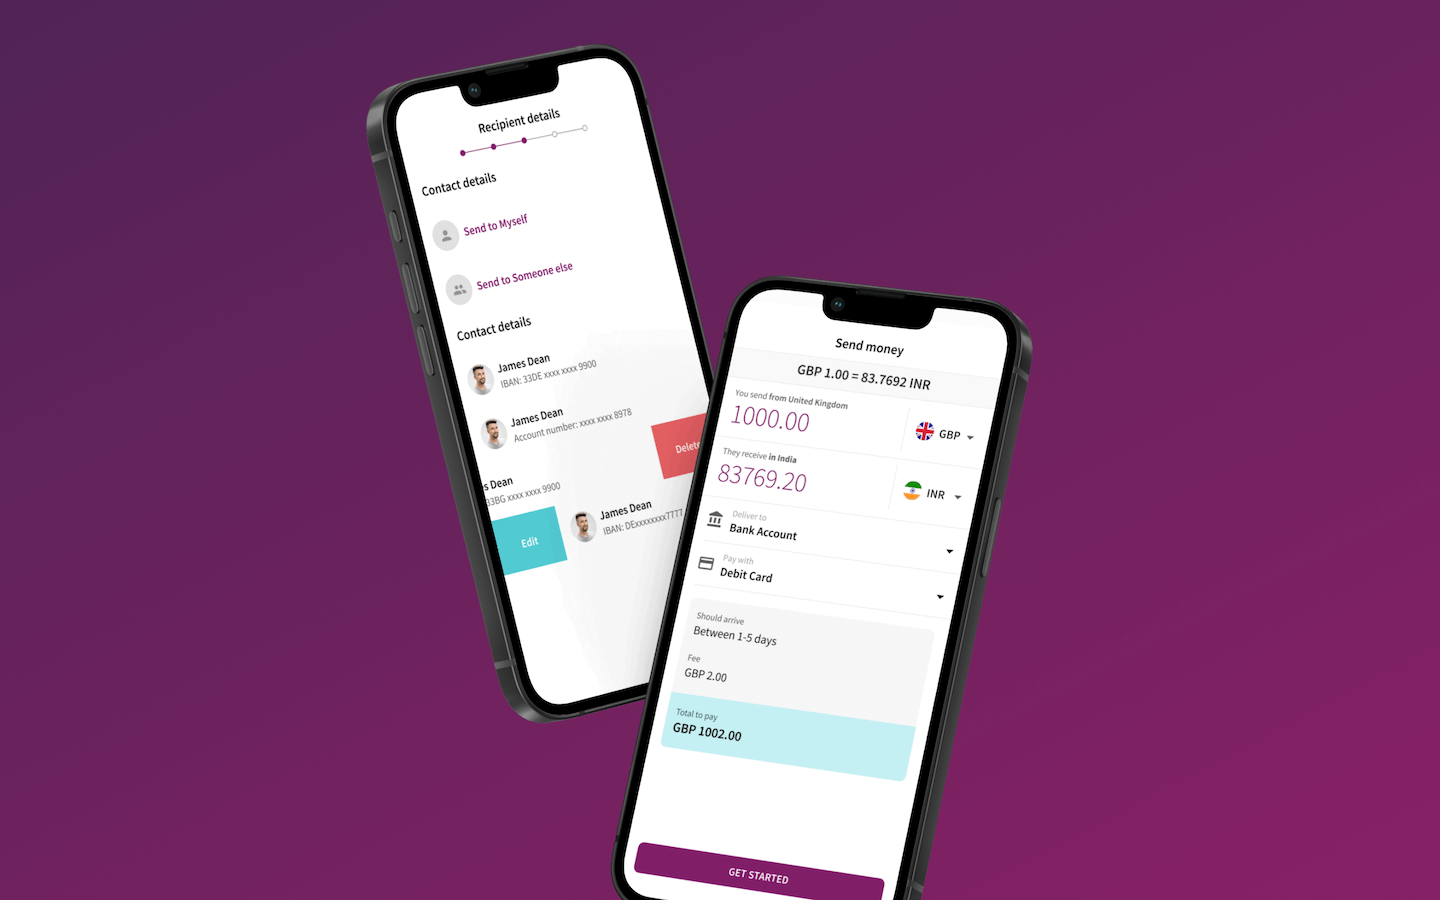 Recipient details
Contact details
Send to Myself
Send to Someone else
Contact details
James Dean
IBAN: 33DE xxxx xxxx 9900
James Dean
Account number: xxxx xxxx 8978
Delete
s Dean
33BG xxxx xxxx 9900
Edit
James Dean
IBAN: DExxxxxxxx7777
Send money
GBP 1.00 = 83.7692 INR
You send from United Kingdom
1000.00
GBP
They receive in India
83769.20
INR
Deliver to
Bank Account
Pay with
Debit Card
Should arrive
Between 1-5 days
Fee
GBP 2.00
Total to pay
GBP 1002.00
GET STARTED